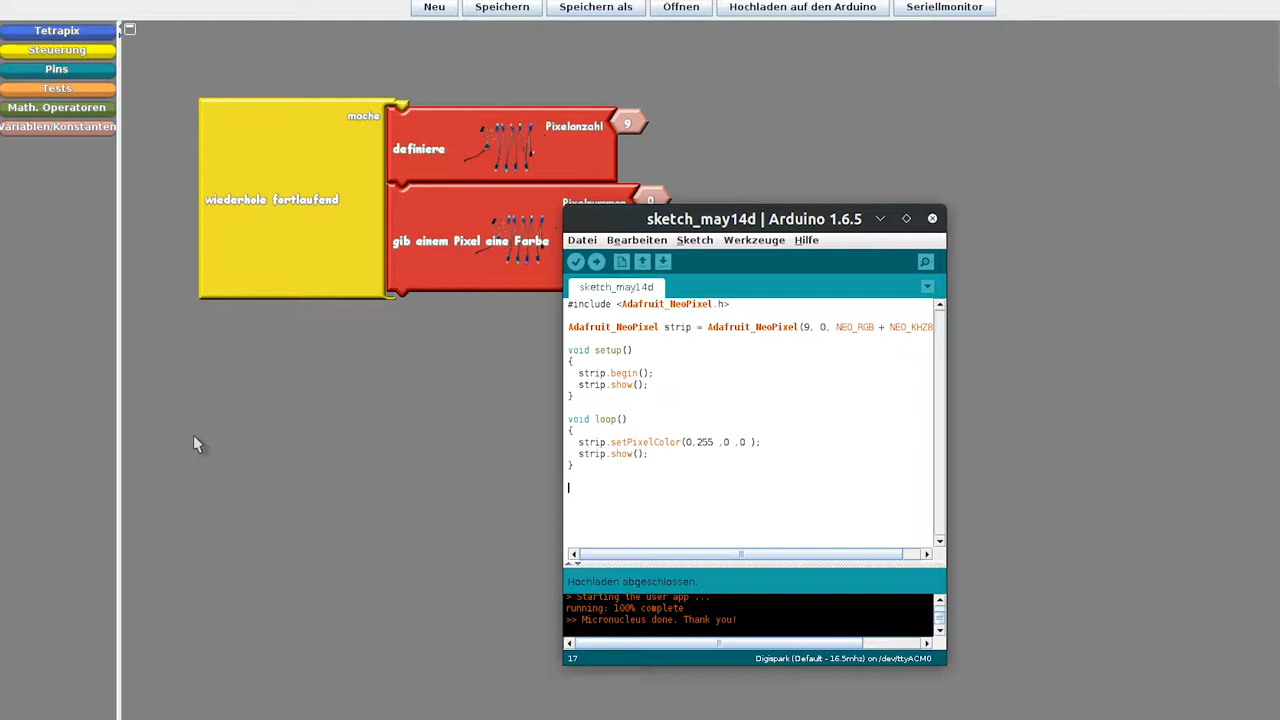 Neu Speichern Speichern als Öffnen Hochladen auf den Arduino Seriellmonitor
Tetrapix
Steuerung
Pins
Tests
Math. Operatoren
Variablen/Konstanten
mache
wiederhole fortlaufend
Pixelanzahl
9
definiere
Pixelnummer
0
gib einem Pixel eine Farbe
sketch_may14d | Arduino 1.6.5
Datei Bearbeiten Sketch Werkzeuge Hilfe
sketch_may14d
#include <Adafruit_NeoPixel.h>
Adafruit_NeoPixel strip = Adafruit_NeoPixel(9, 0, NEO_RGB + NEO_KHZ8
void setup()
{
strip.begin();
strip.show();
}
void loop()
{
strip.setPixelColor(0,255 ,0 ,0 );
strip.show();
}
Hochladen abgeschlossen.
> Starting the user app ...
running: 100% complete
>> Micronucleus done. Thank you!
17 Digispark (Default - 16.5mhz) on /dev/ttyACM0